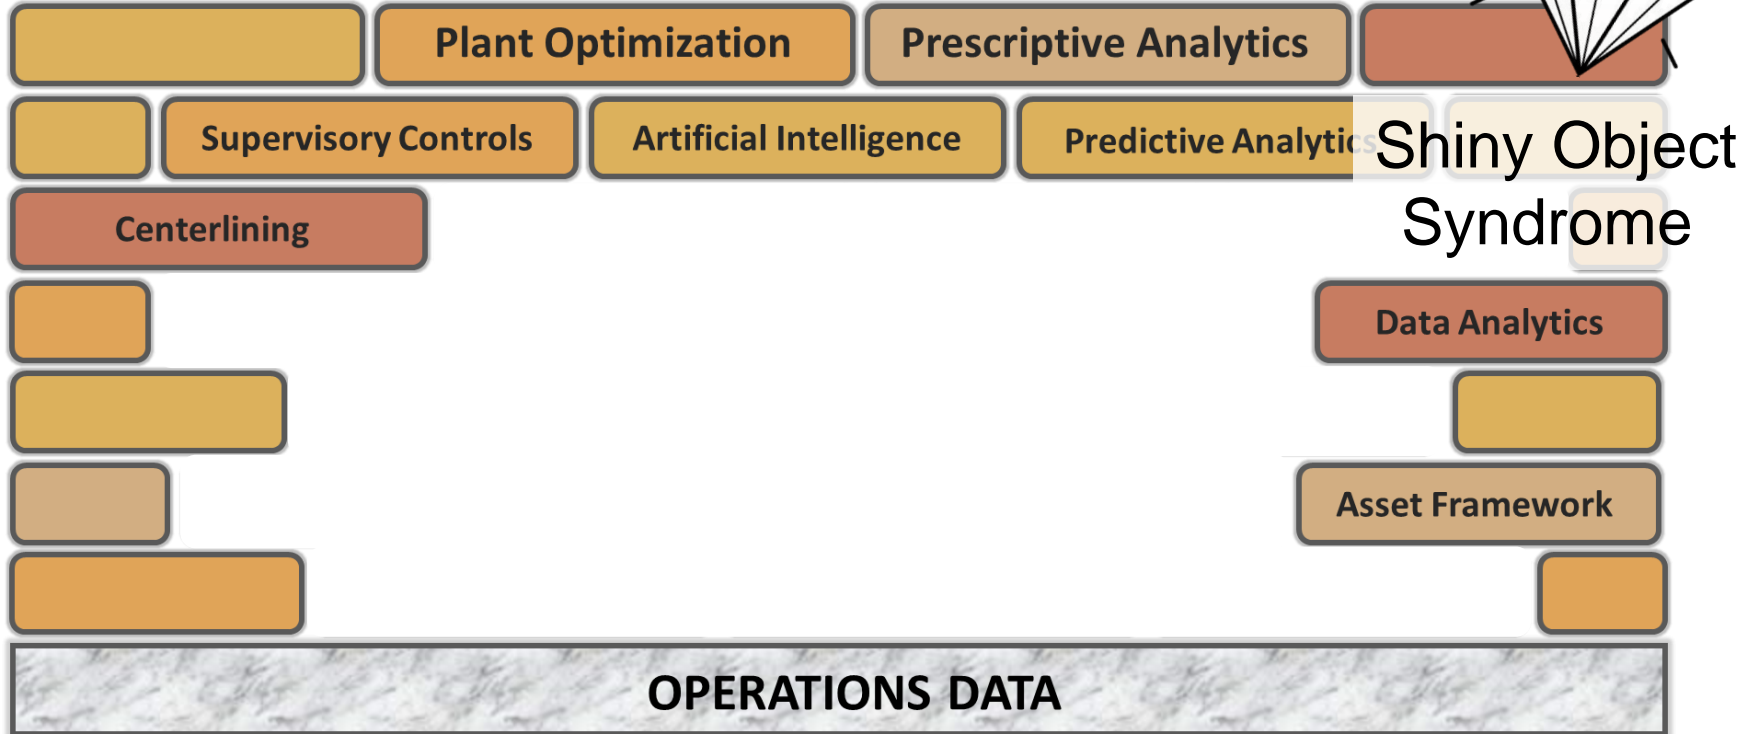 Plant Optimization
Prescriptive Analytics
Supervisory Controls
Artificial Intelligence
Predictive Analytics
Shiny Object
Syndrome
Centerlining
Data Analytics
Asset Framework
OPERATIONS DATA